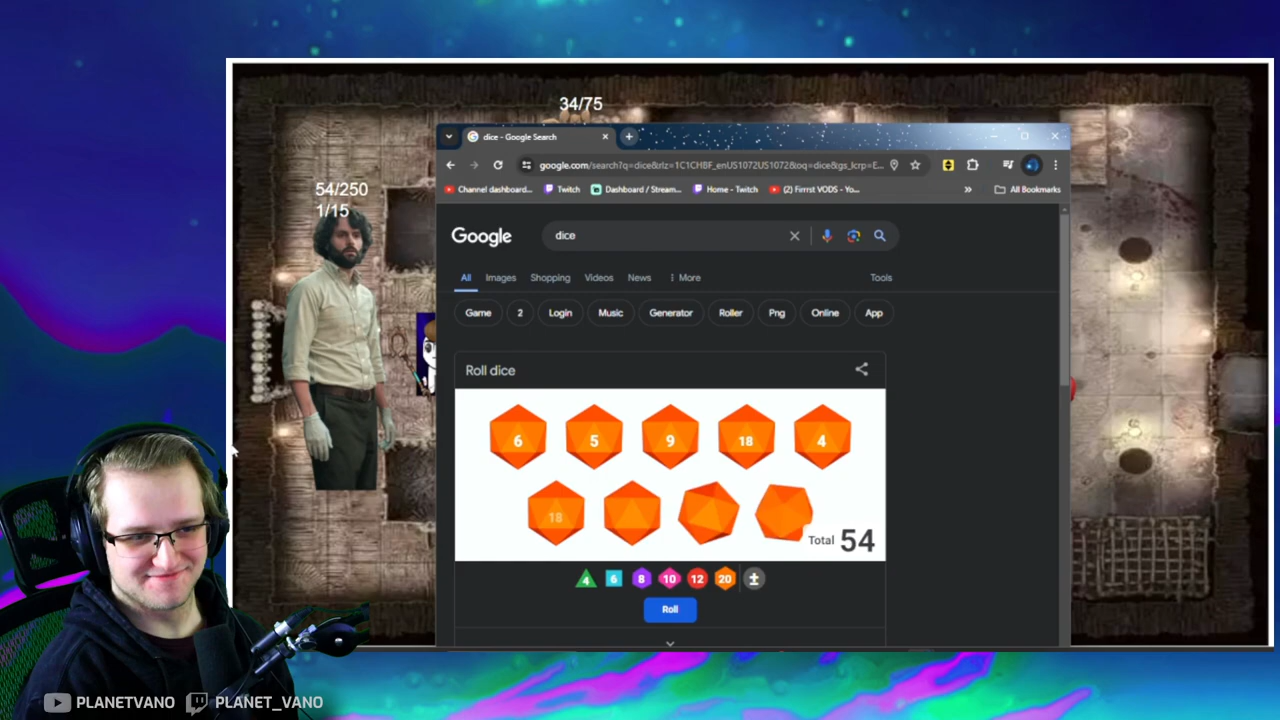 34/75
dice - Google Search
google.com/search?q=dice&rlz=1C1CHBF_enUS1072US1072&oq=dice&gs_lcrp=E...
Channel dashboard... Twitch Dashboard / Stream... Home - Twitch (2) Firrrst VODS - Yo... » All Bookmarks
54/250
1/15
Google dice
All Images Shopping Videos News More Tools
Game 2 Login Music Generator Roller Png Online App
Roll dice
6 5 9 18 4
18
Total 54
4 6 8 10 12 20 ±
Roll
PLANETVANO PLANET_VANO